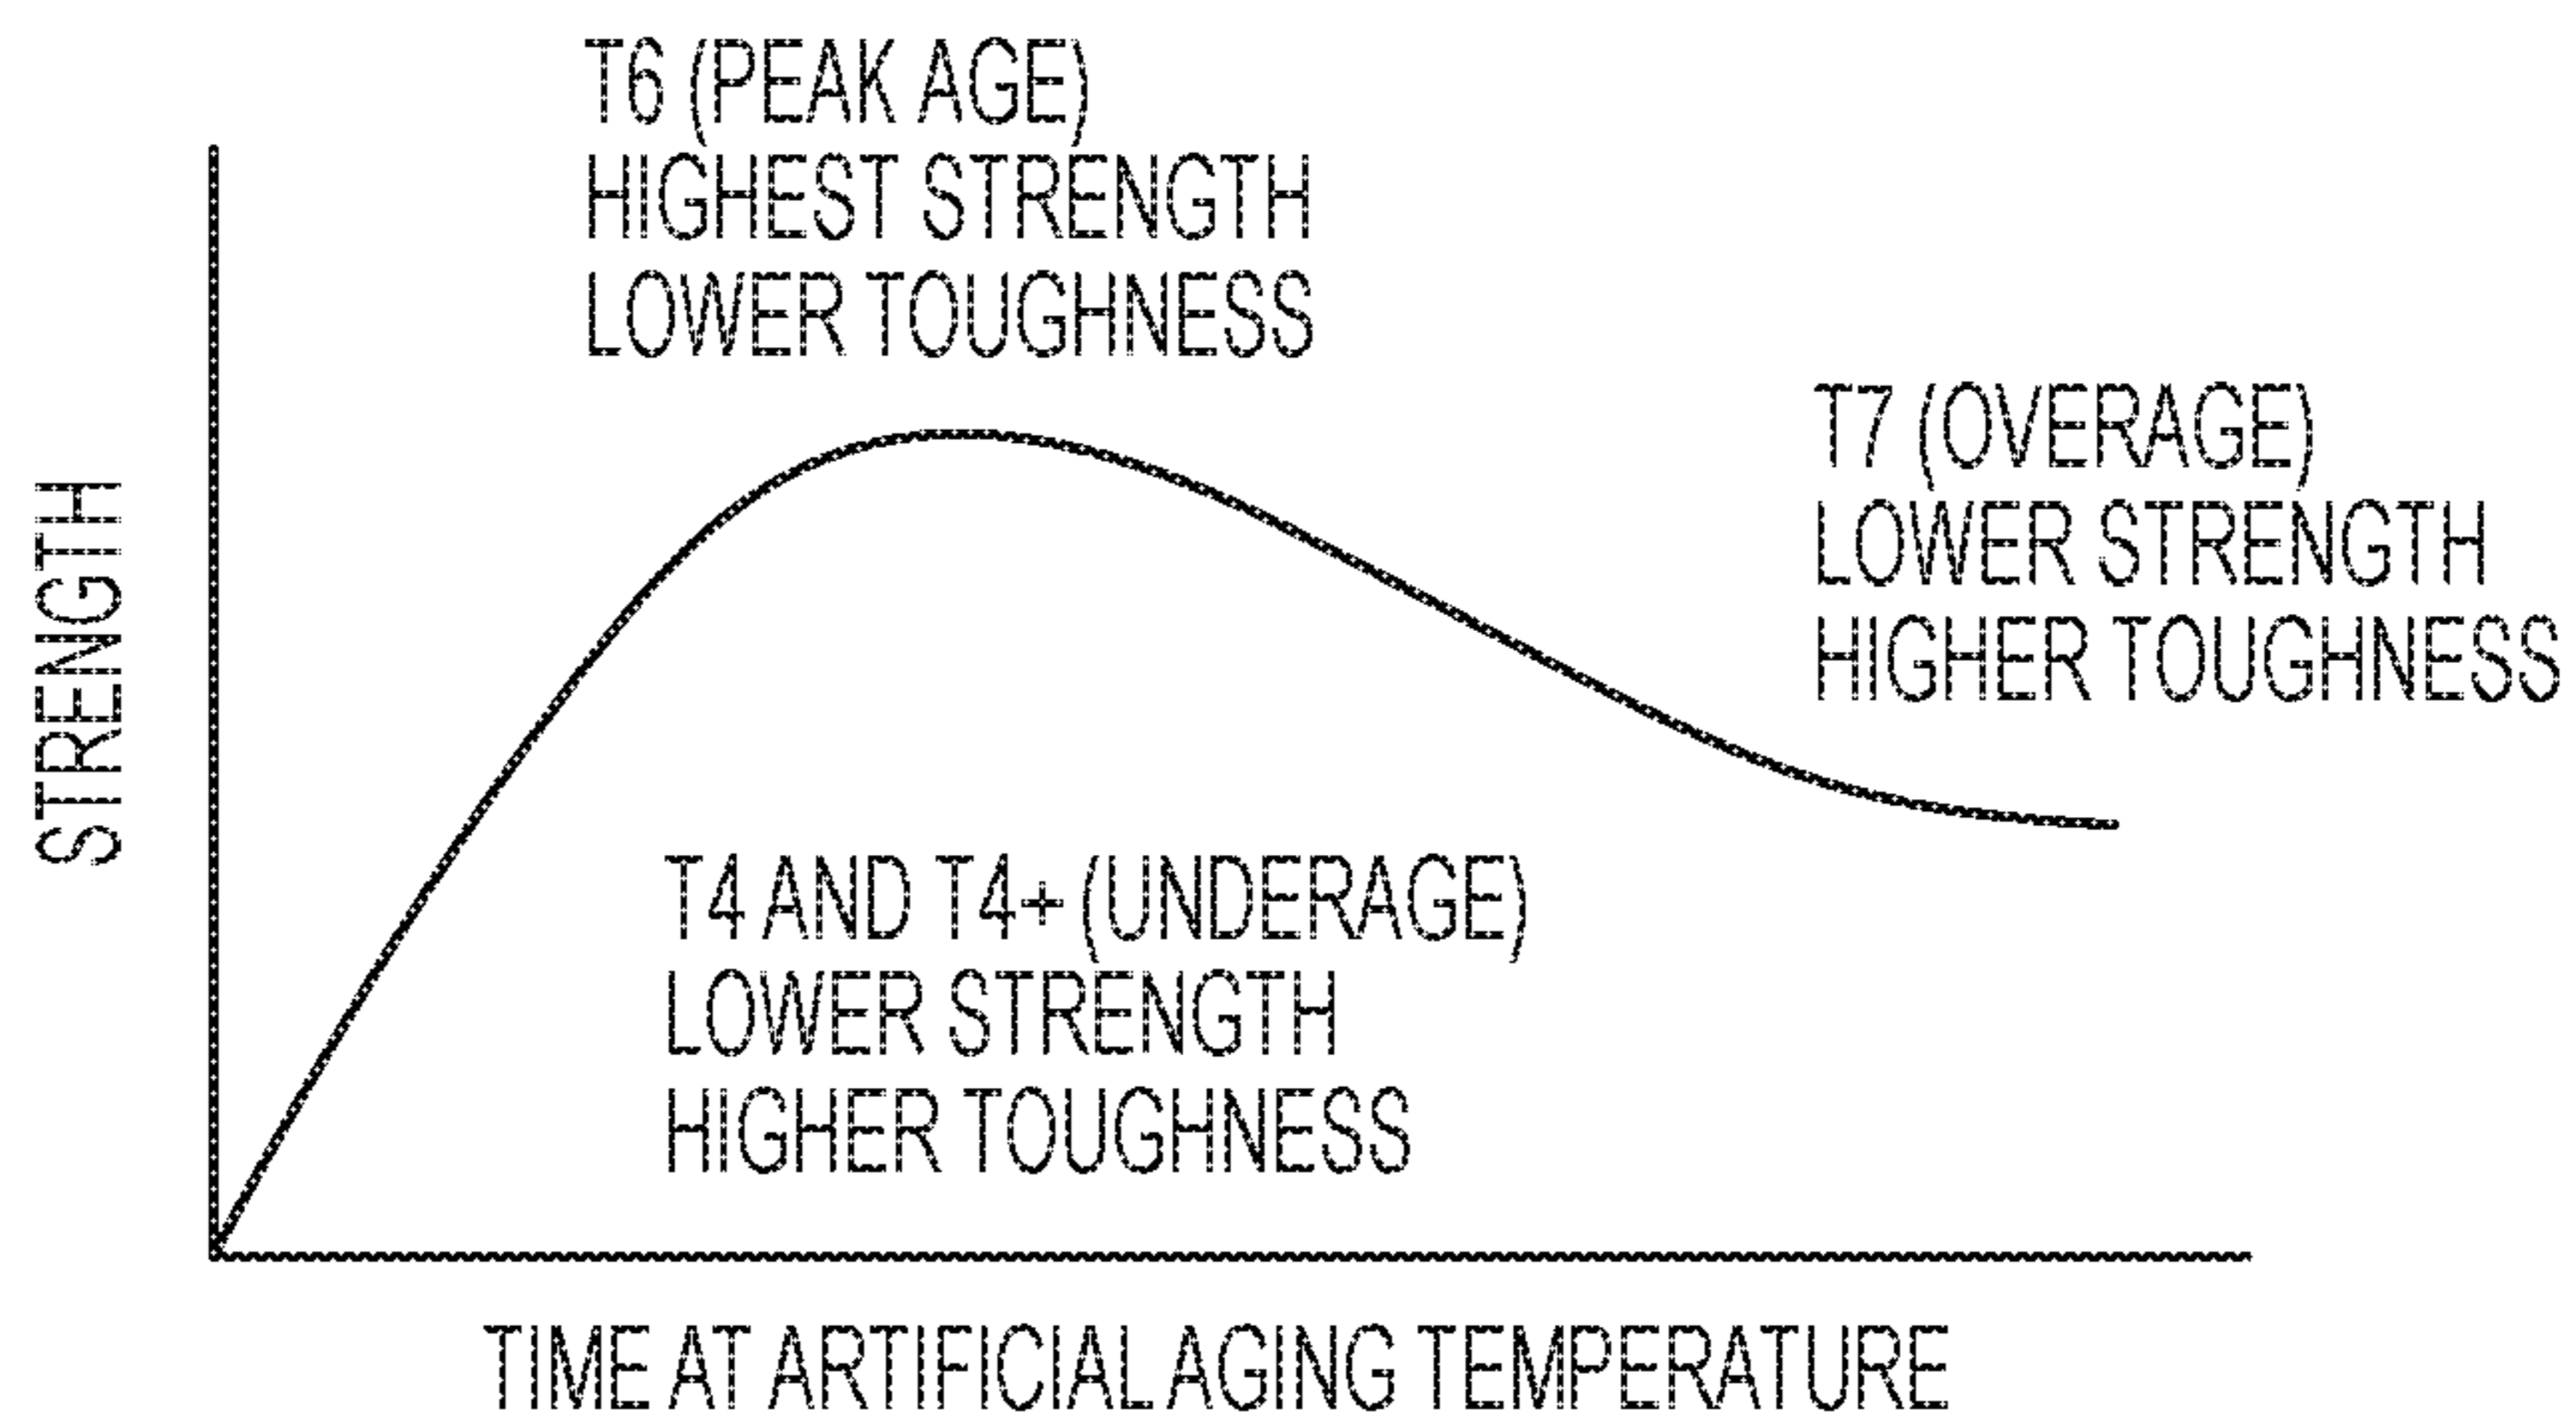 T6 (PEAK AGE)
HIGHEST STRENGTH
LOWER TOUGHNESS
T7 (OVERAGE)
LOWER STRENGTH
HIGHER TOUGHNESS
STRENGTH
T4 AND T4+ (UNDERAGE)
LOWER STRENGTH
HIGHER TOUGHNESS
TIME AT ARTIFICIAL AGING TEMPERATURE